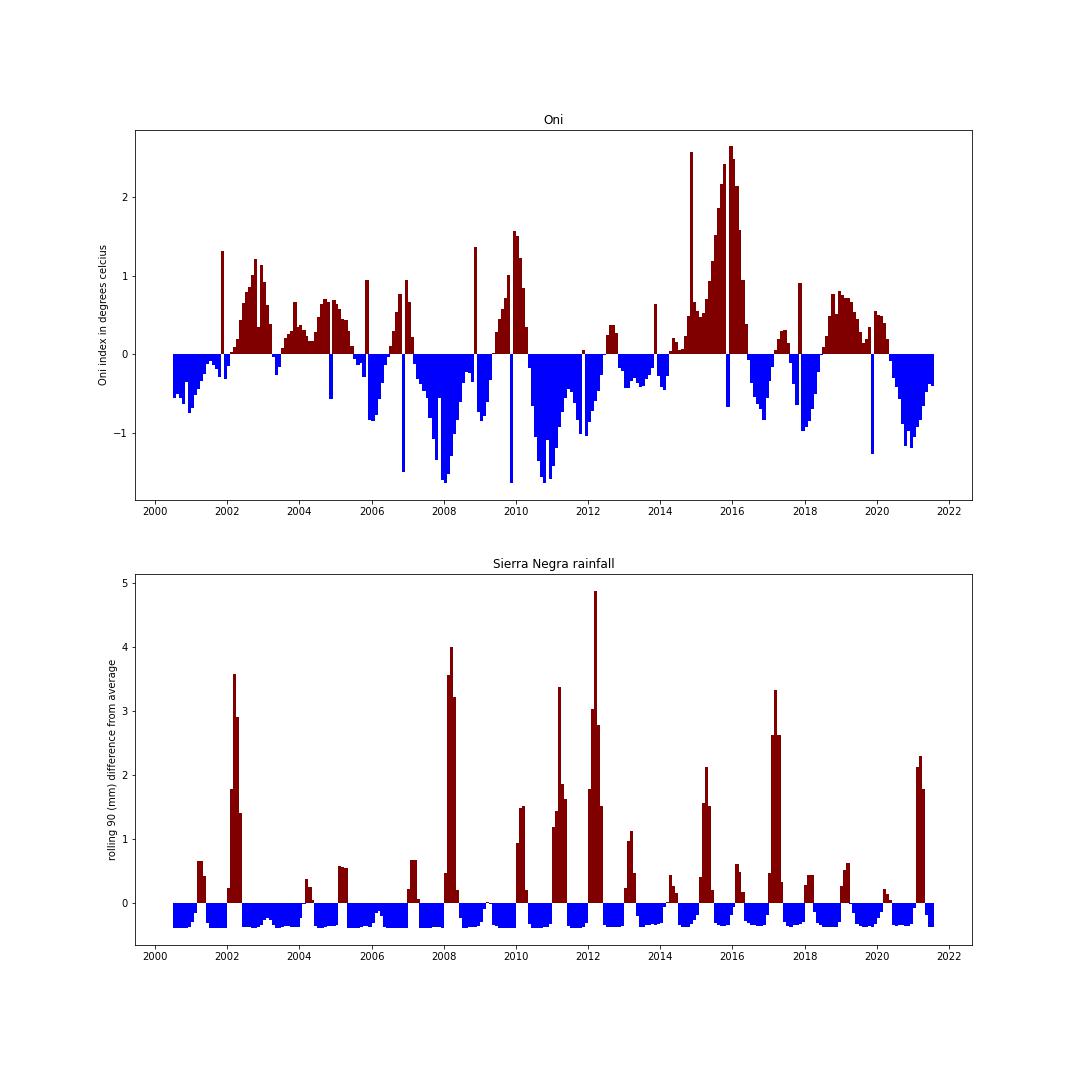 Oni
Oni index in degrees celcius
2
1
0
−1
2000 2002 2004 2006 2008 2010 2012 2014 2016 2018 2020 2022
Sierra Negra rainfall
rolling 90 (mm) difference from average
5
4
3
2
1
0
2000 2002 2004 2006 2008 2010 2012 2014 2016 2018 2020 2022